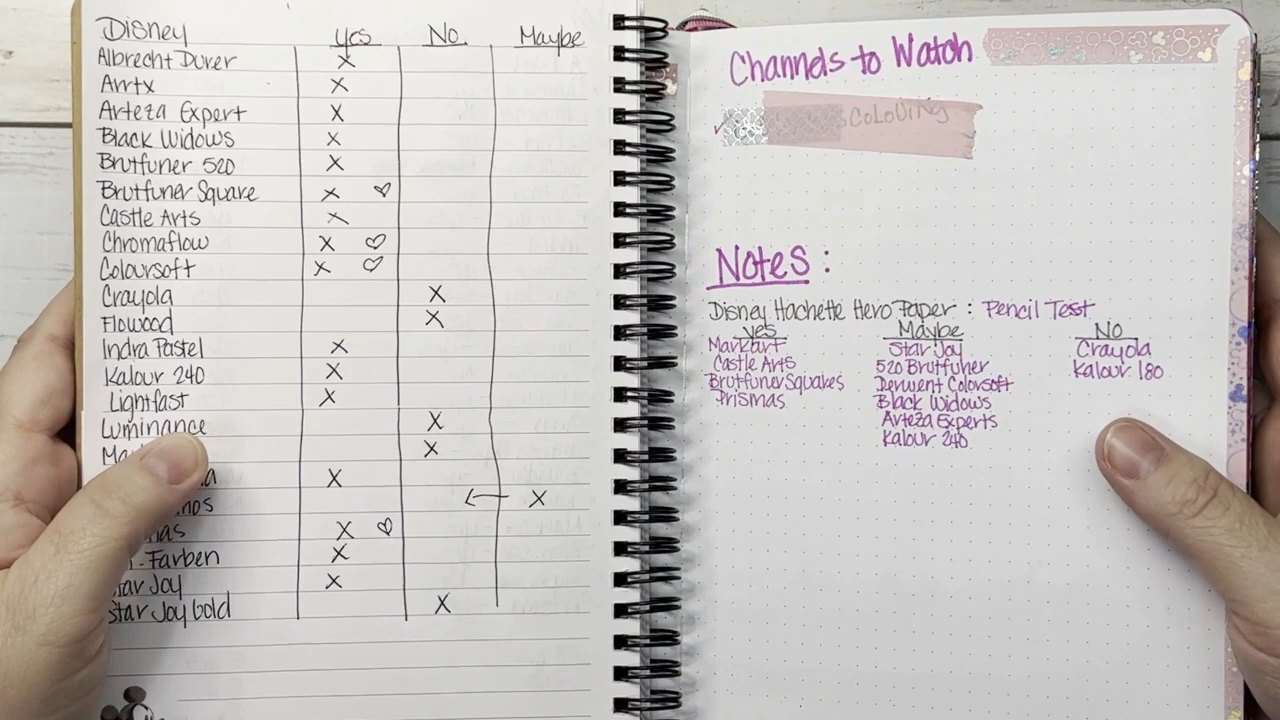 Disney yes No Maybe
Albrecht Durer X
Arrtx X
Arteza Expert X
Black Widows X
Brutfuner 520 X
Brutfuner Square X ♡
Castle Arts X
Chromaflow X ♡
Coloursoft X ♡
Crayola X
Flowood X
Indra Pastel X
Kalour 240 X
Lightfast X
Luminance X
X
X
← X
X ♡
Farben X
Star Joy X
Star Joy Gold X
Channels to Watch
✓ Coloring
Notes:
Disney Hachette Hero Paper: Pencil Test
Yes Maybe No
Markart Star Joy Crayola
Castle Arts 520 Brutfuner Kalour 180
Brutfuner Squares Derwent Colorsoft
Prismas Black Widows
Arteza Experts
Kalour 240